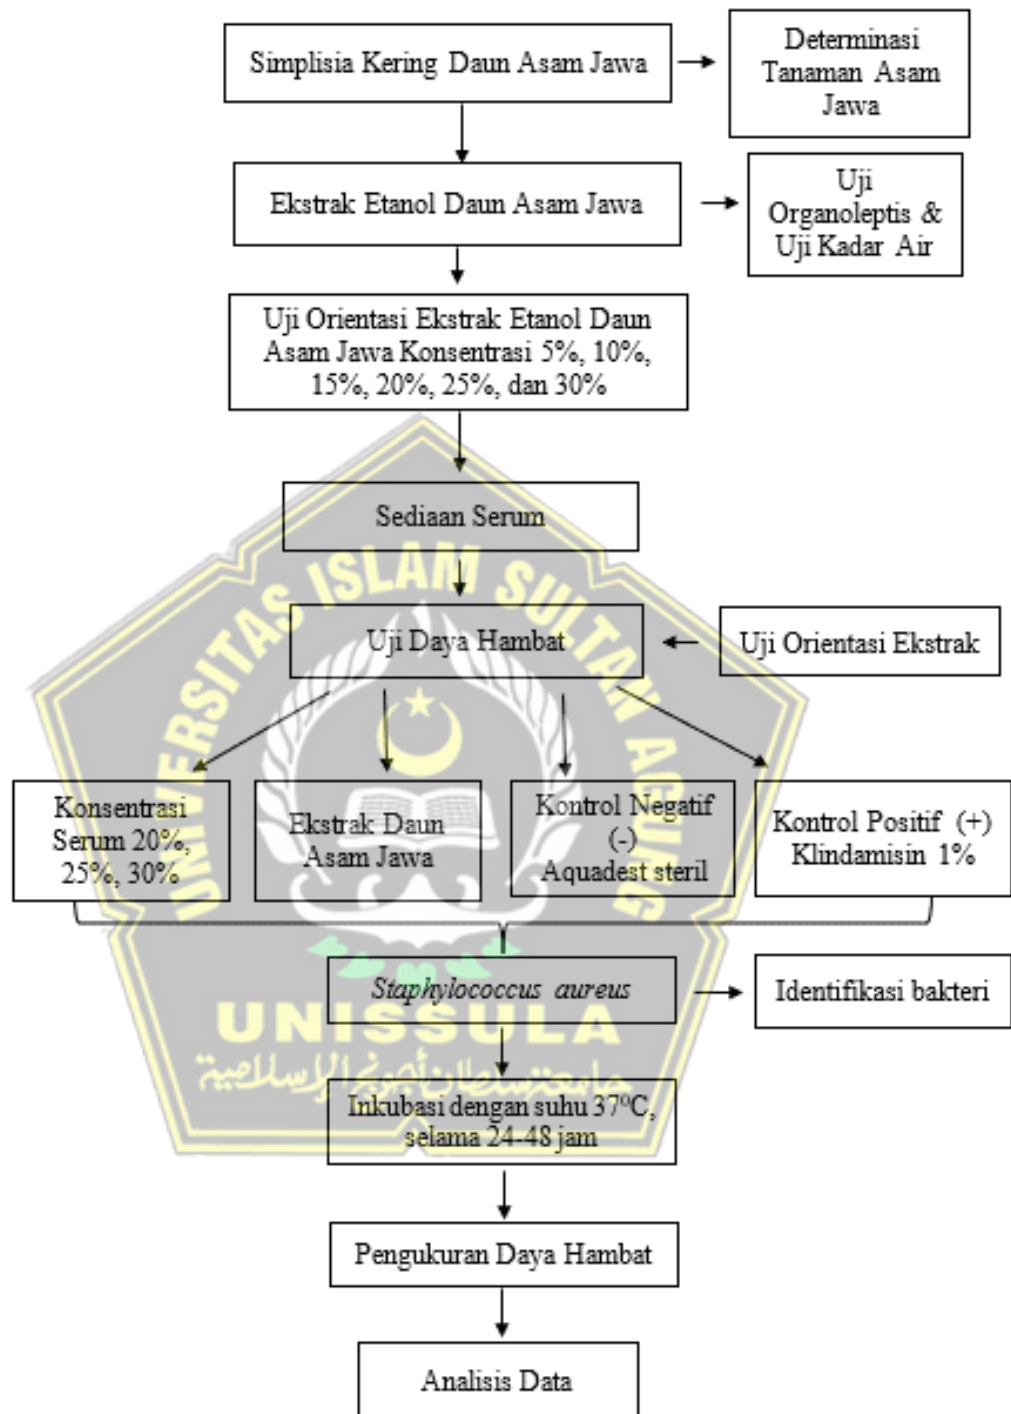 Simplisia Kering Daun Asam Jawa
Determinasi
Tanaman Asam
Jawa
Ekstrak Etanol Daun Asam Jawa
Uji
Organoleptis &
Uji Kadar Air
Uji Orientasi Ekstrak Etanol Daun
Asam Jawa Konsentrasi 5%, 10%,
15%, 20%, 25%, dan 30%
Sediaan Serum
UNIVERSITAS ISLAM SULTAN AGUNG
Uji Daya Hambat
Uji Orientasi Ekstrak
Konsentrasi
Serum 20%,
25%, 30%
Ekstrak Daun
Asam Jawa
Kontrol Negatif
(-)
Aquadest steril
Kontrol Positif (+)
Klindamisin 1%
Staphylococcus aureus
Identifikasi bakteri
UNISSULA
جامعة سلطان أجونج الإسلامية
Inkubasi dengan suhu 37°C,
selama 24-48 jam
Pengukuran Daya Hambat
Analisis Data